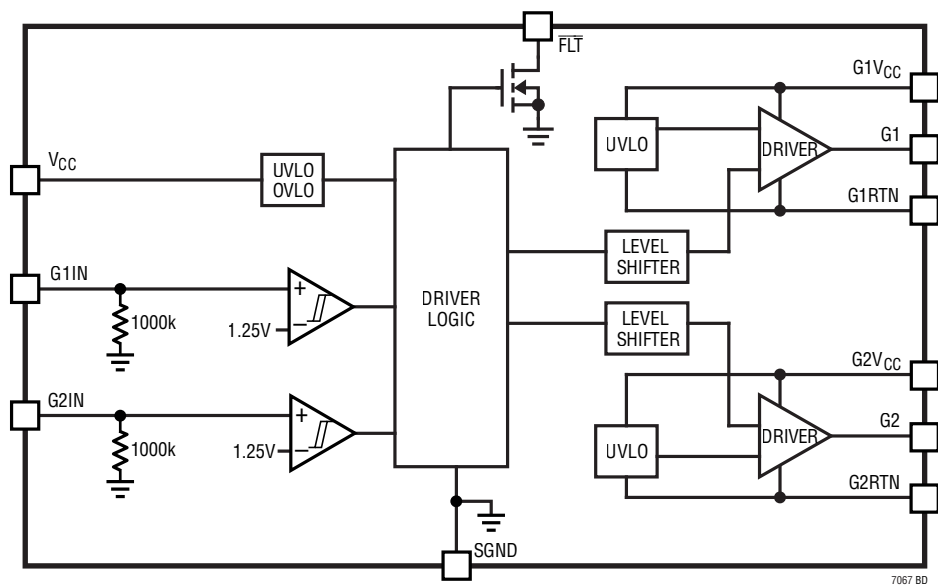 FLT
G1VCC
G1
G1RTN
UVLO
DRIVER
VCC
UVLO
OVLO
LEVEL
SHIFTER
G1IN
1000k
1.25V
+
−
DRIVER
LOGIC
LEVEL
SHIFTER
G2IN
1000k
1.25V
+
−
G2VCC
G2
G2RTN
UVLO
DRIVER
SGND
7067 BD